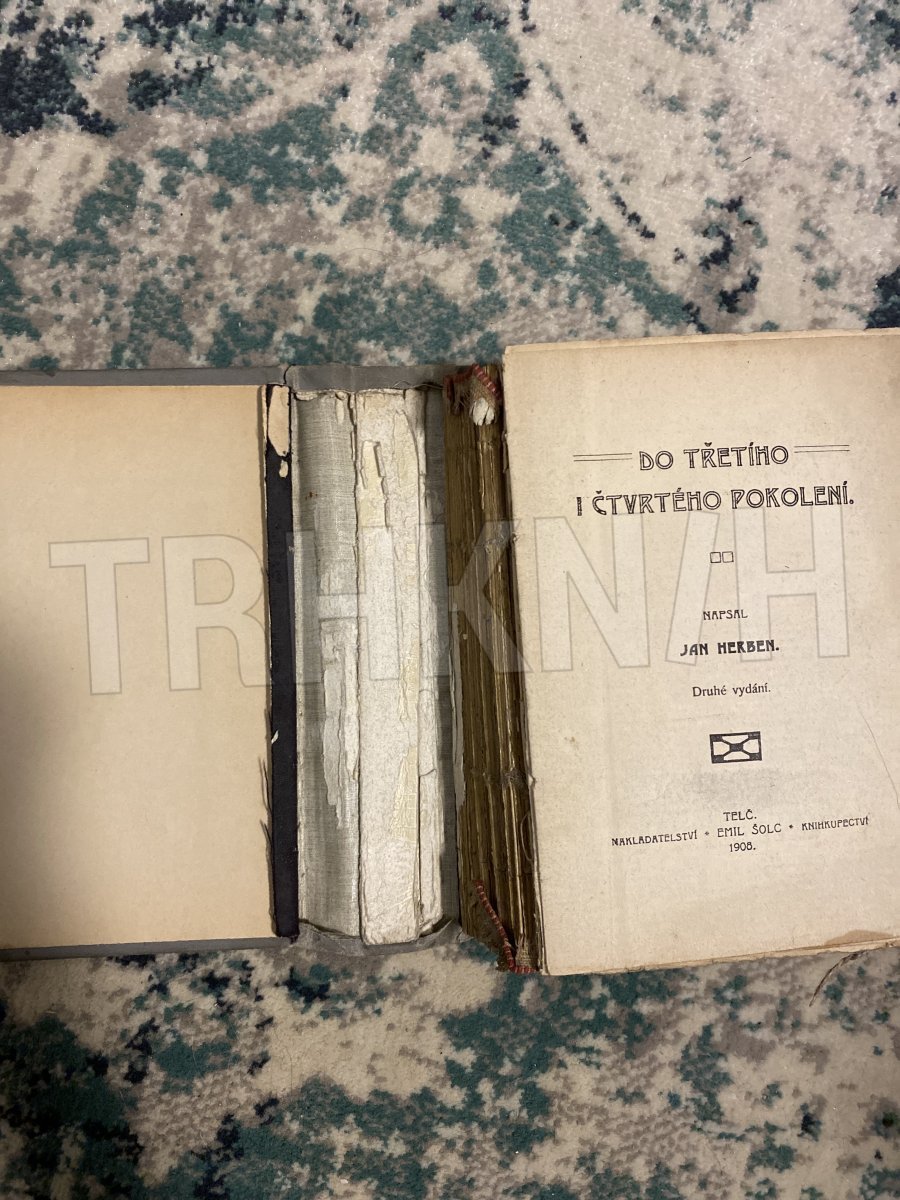 DO TŘETÍHO
I ČTVRTÉHO POKOLENÍ.
NAPSAL
JAN HERBEN.
Druhé vydání.
TELČ.
NAKLADATELSTVÍ * EMIL ŠOLC * KNIHKUPECTVÍ
1908.
TRHKNIH